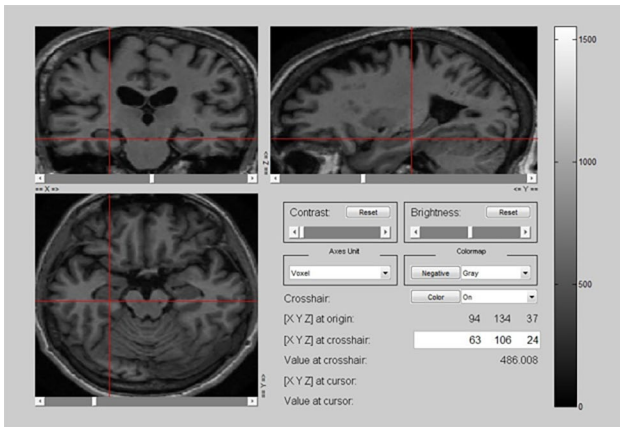 <= Z =>
<= X =>
<= Y =>
<= Y =>
Contrast:
Reset
Brightness:
Reset
Axes Unit
Colormap
Voxel
Negative
Gray
Crosshair:
Color
On
[X Y Z] at origin:
94 134 37
[X Y Z] at crosshair:
63 106 24
Value at crosshair:
486.008
[X Y Z] at cursor:
Value at cursor:
1500
1000
500
0